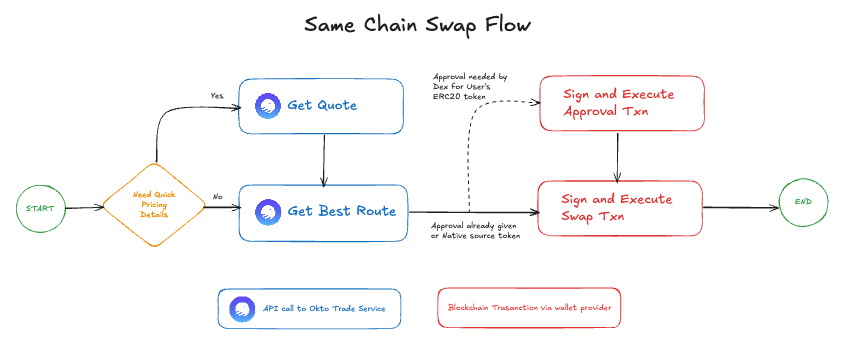 Same Chain Swap Flow
Yes
Get Quote
Approval needed by
Dex for User's
ERC20 token
Sign and Execute
Approval Txn
START
Need Quick
Pricing
Details
No
Get Best Route
Approval already given
or Native source token
Sign and Execute
Swap Txn
END
API call to Okto Trade Service
Blockchain Trasanction via wallet provider